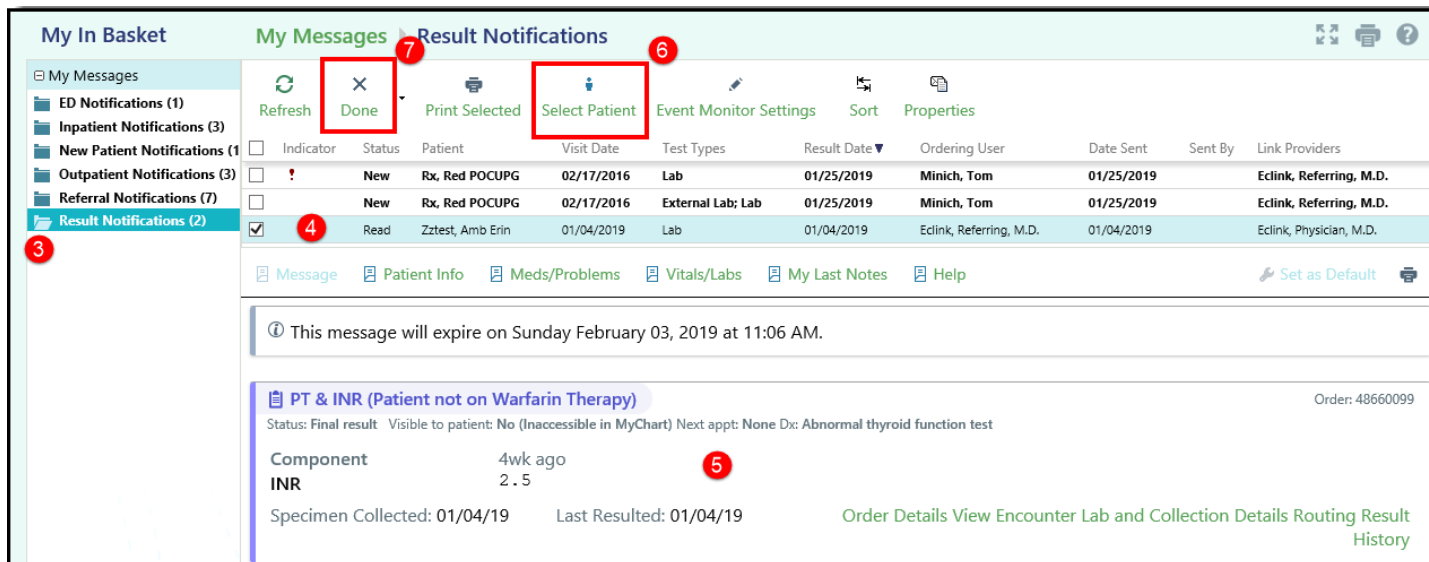 My In Basket
My Messages
ED Notifications (1)
Inpatient Notifications (3)
New Patient Notifications (1
Outpatient Notifications (3)
Referral Notifications (7)
Result Notifications (2)
3
My Messages Result Notifications
7
6
Refresh Done Print Selected Select Patient Event Monitor Settings Sort Properties
Indicator Status Patient Visit Date Test Types Result Date▼ Ordering User Date Sent Sent By Link Providers
! New Rx, Red POCUPG 02/17/2016 Lab 01/25/2019 Minich, Tom 01/25/2019 Eclink, Referring, M.D.
New Rx, Red POCUPG 02/17/2016 External Lab; Lab 01/25/2019 Minich, Tom 01/25/2019 Eclink, Referring, M.D.
4 Read Zztest, Amb Erin 01/04/2019 Lab 01/04/2019 Eclink, Referring, M.D. 01/04/2019 Eclink, Physician, M.D.
Message Patient Info Meds/Problems Vitals/Labs My Last Notes Help Set as Default
This message will expire on Sunday February 03, 2019 at 11:06 AM.
PT & INR (Patient not on Warfarin Therapy) Order: 48660099
Status: Final result Visible to patient: No (Inaccessible in MyChart) Next appt: None Dx: Abnormal thyroid function test
Component 4wk ago
5
INR 2.5
Specimen Collected: 01/04/19 Last Resulted: 01/04/19 Order Details View Encounter Lab and Collection Details Routing Result
History